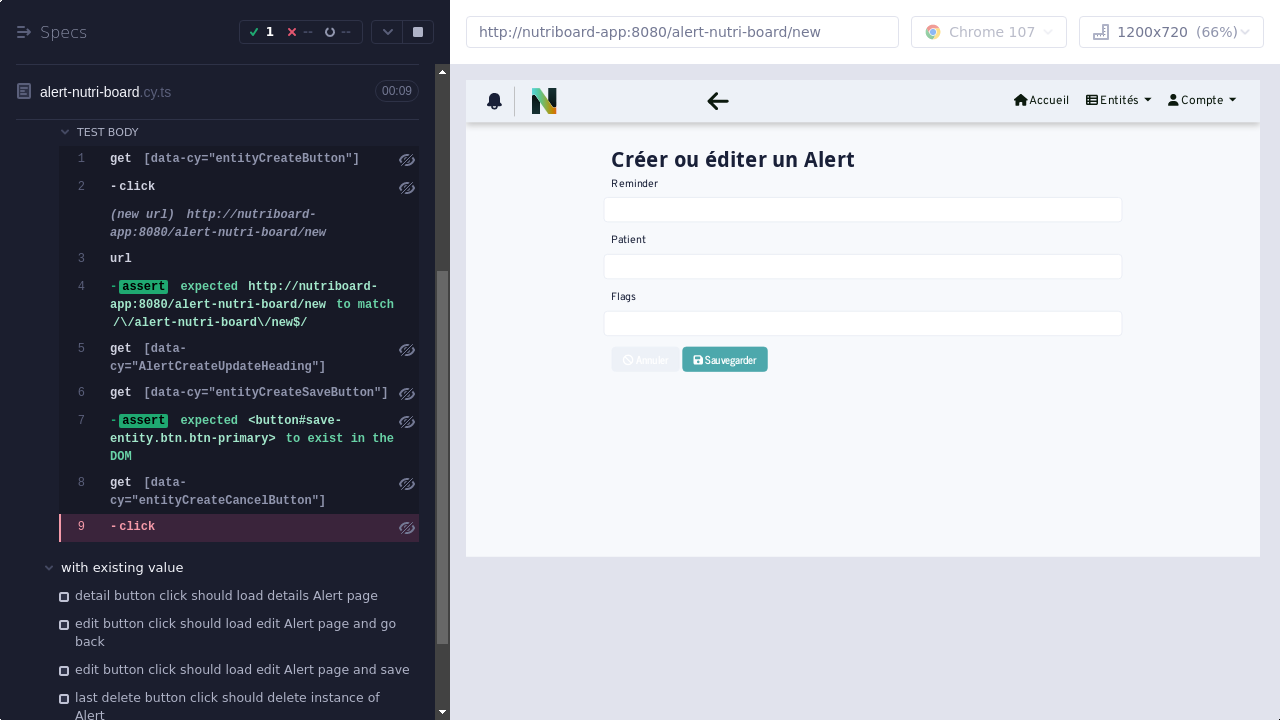 Specs
1
--
--
http://nutriboard-app:8080/alert-nutri-board/new
Chrome 107
1200x720 (66%)
alert-nutri-board.cy.ts
00:09
TEST BODY
1 get [data-cy="entityCreateButton"]
2 -click
(new url) http://nutriboard-
app:8080/alert-nutri-board/new
3 url
4 -assert expected http://nutriboard-
app:8080/alert-nutri-board/new to match
/\/alert-nutri-board\/new$/
5 get [data-
cy="AlertCreateUpdateHeading"]
6 get [data-cy="entityCreateSaveButton"]
7 -assert expected <button#save-
entity.btn.btn-primary> to exist in the
DOM
8 get [data-
cy="entityCreateCancelButton"]
9 -click
with existing value
detail button click should load details Alert page
edit button click should load edit Alert page and go
back
edit button click should load edit Alert page and save
last delete button click should delete instance of
Alert
Accueil
Entités
Compte
Créer ou éditer un Alert
Reminder
Patient
Flags
Annuler
Sauvegarder